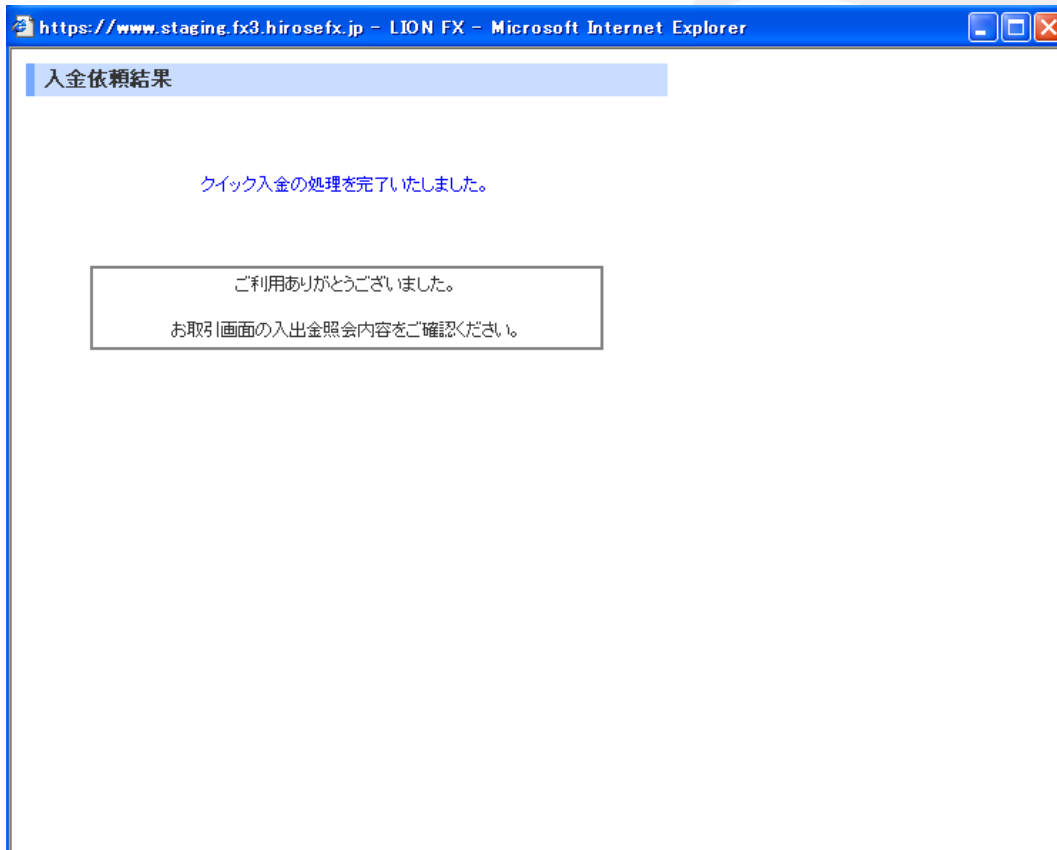 https://www.staging.fx3.hirosefx.jp - LION FX - Microsoft Internet Explorer
入金依頼結果
クイック入金の処理を完了いたしました。
ご利用ありがとうございました。
お取引画面の入出金照会内容をご確認ください。